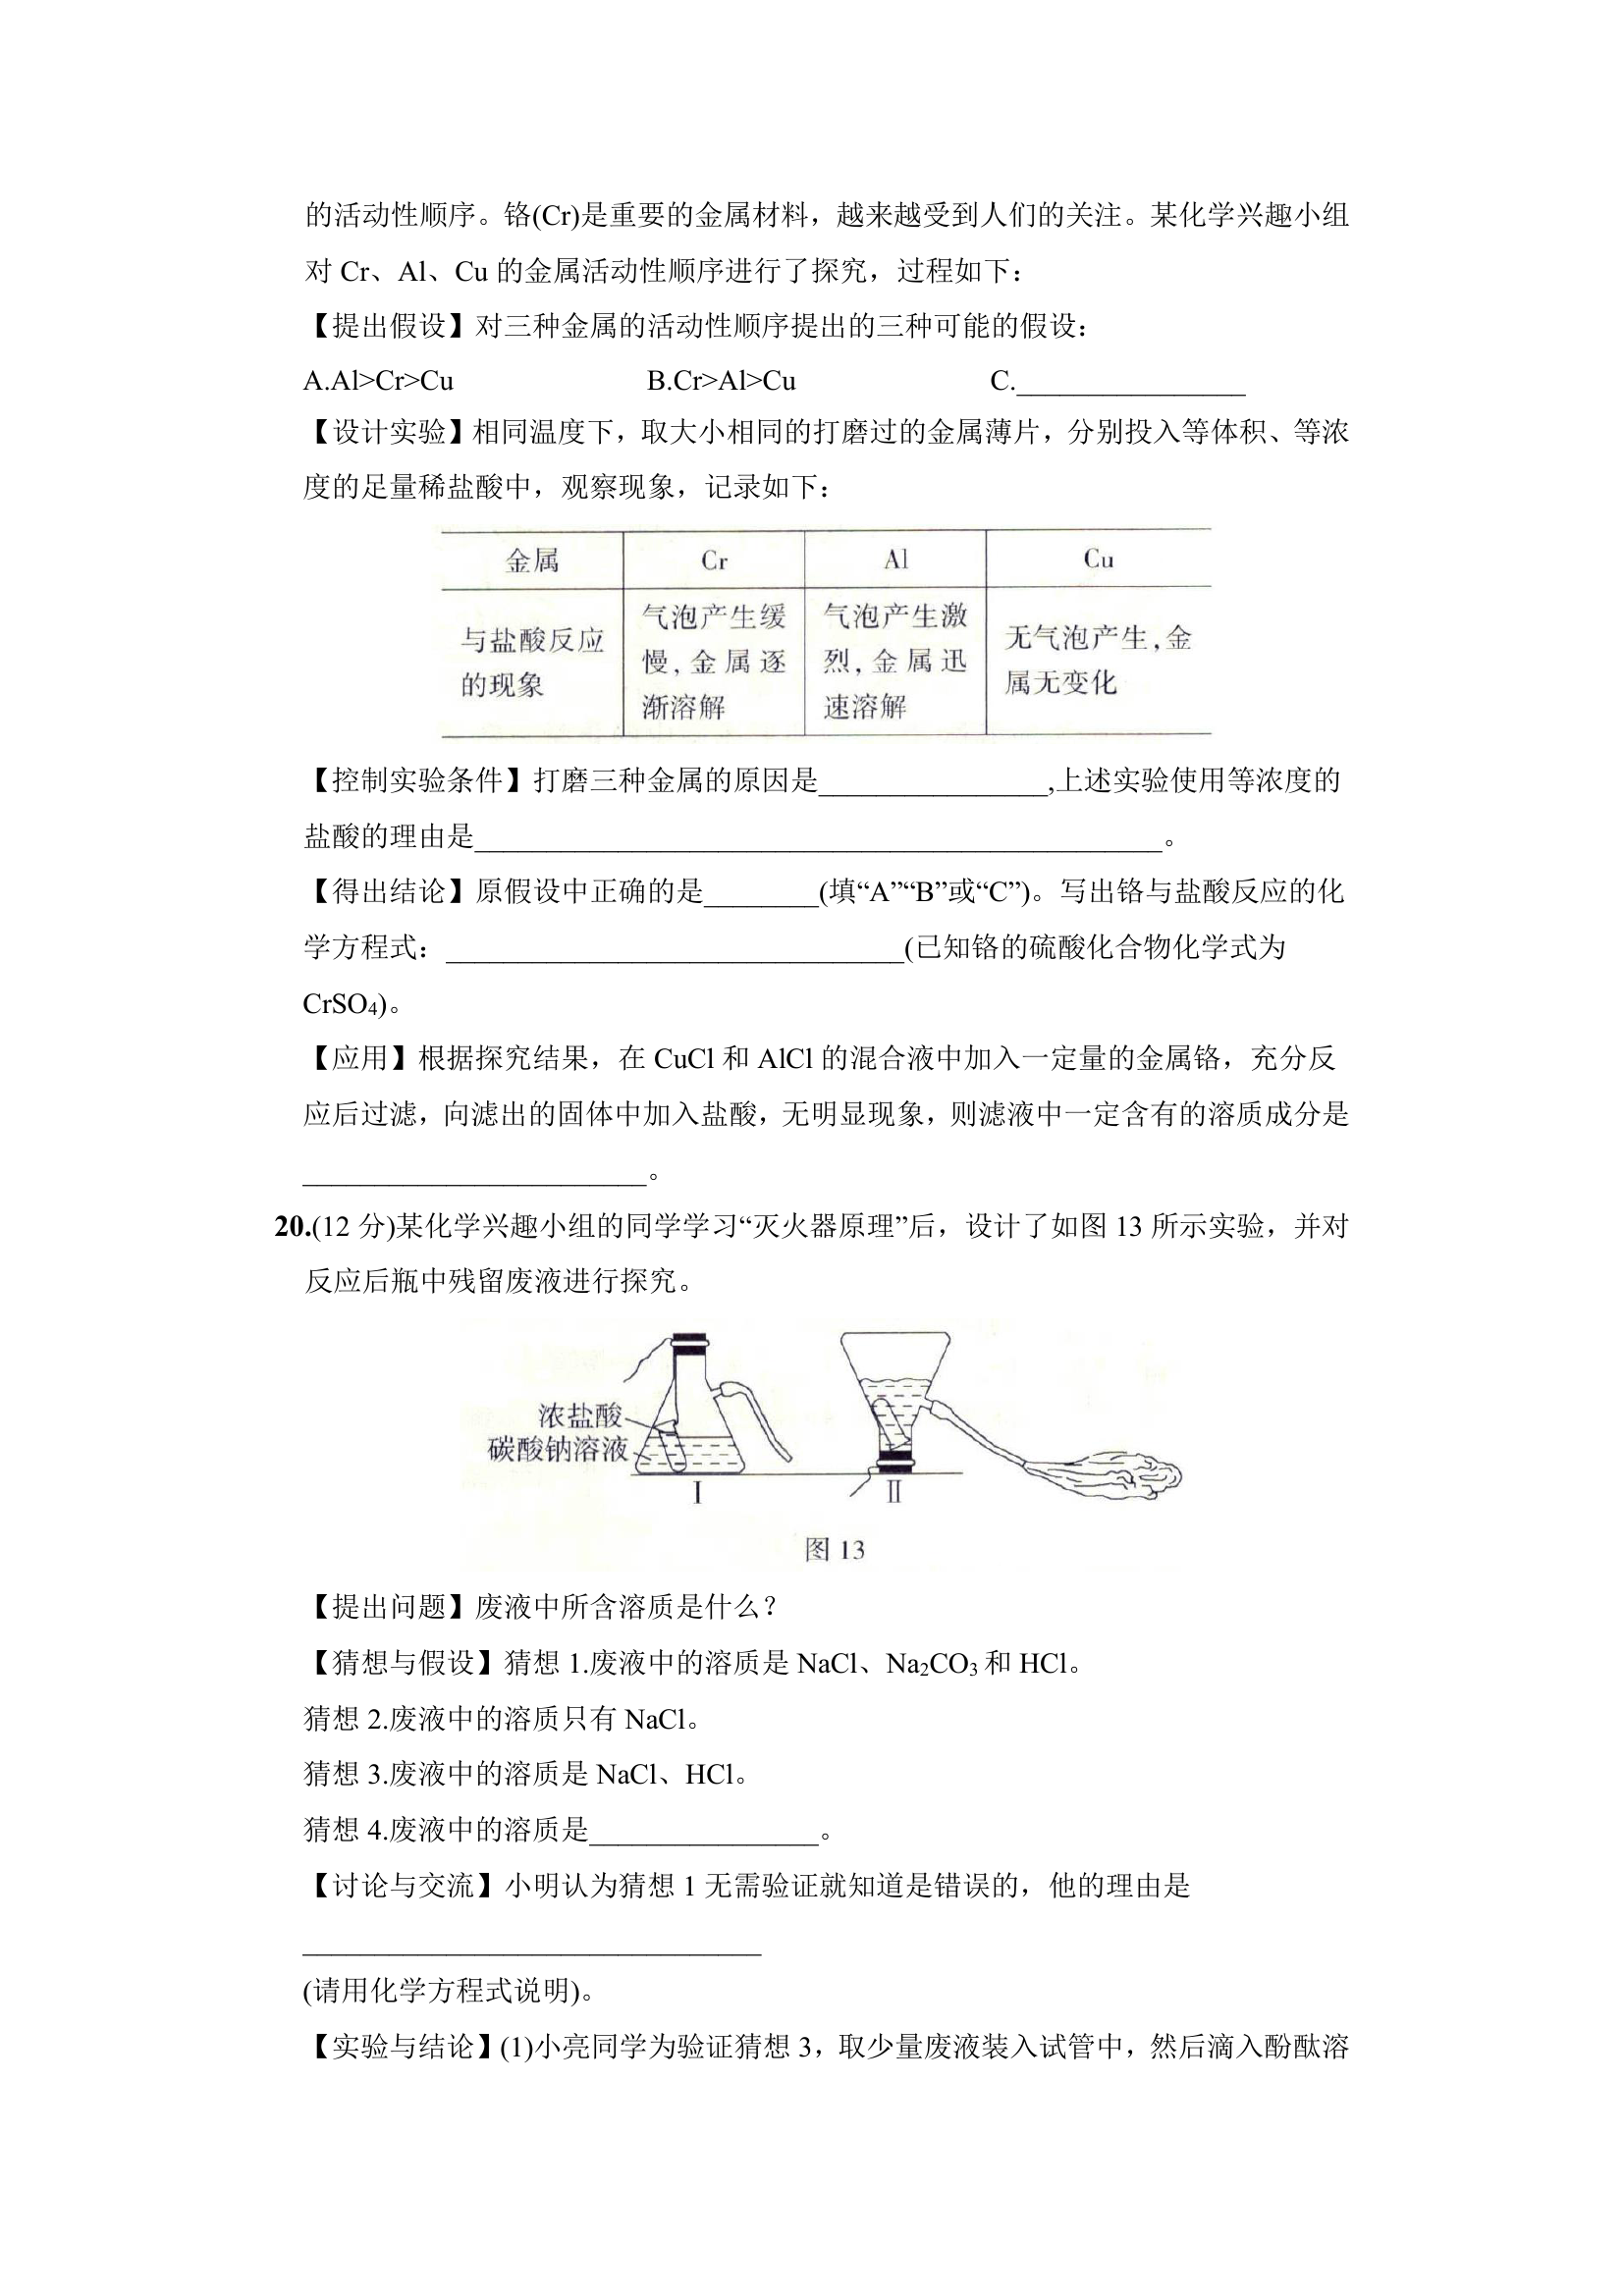 的活动性顺序。铬(Cr)是重要的金属材料，越来越受到人们的关注。某化学兴趣小组
对 Cr、Al、Cu 的金属活动性顺序进行了探究，过程如下：
【提出假设】对三种金属的活动性顺序提出的三种可能的假设：
A.Al>Cr>Cu B.Cr>Al>Cu C.________________
【设计实验】相同温度下，取大小相同的打磨过的金属薄片，分别投入等体积、等浓
度的足量稀盐酸中，观察现象，记录如下：
金属 Cr Al Cu
与盐酸反应的现象 气泡产生缓慢，金属逐渐溶解 气泡产生激烈，金属迅速溶解 无气泡产生，金属无变化
【控制实验条件】打磨三种金属的原因是________________,上述实验使用等浓度的
盐酸的理由是________________________________________________。
【得出结论】原假设中正确的是________(填“A”“B”或“C”)。写出铬与盐酸反应的化
学方程式：________________________________(已知铬的硫酸化合物化学式为
CrSO₄)。
【应用】根据探究结果，在 CuCl 和 AlCl 的混合液中加入一定量的金属铬，充分反
应后过滤，向滤出的固体中加入盐酸，无明显现象，则滤液中一定含有的溶质成分是
________________________。
20.(12 分)某化学兴趣小组的同学学习“灭火器原理”后，设计了如图 13 所示实验，并对
反应后瓶中残留废液进行探究。
浓盐酸
碳酸钠溶液
Ⅰ Ⅱ
图 13
【提出问题】废液中所含溶质是什么？
【猜想与假设】猜想 1.废液中的溶质是 NaCl、Na₂CO₃ 和 HCl。
猜想 2.废液中的溶质只有 NaCl。
猜想 3.废液中的溶质是 NaCl、HCl。
猜想 4.废液中的溶质是________________。
【讨论与交流】小明认为猜想 1 无需验证就知道是错误的，他的理由是
________________________________
(请用化学方程式说明)。
【实验与结论】(1)小亮同学为验证猜想 3，取少量废液装入试管中，然后滴入酚酞溶